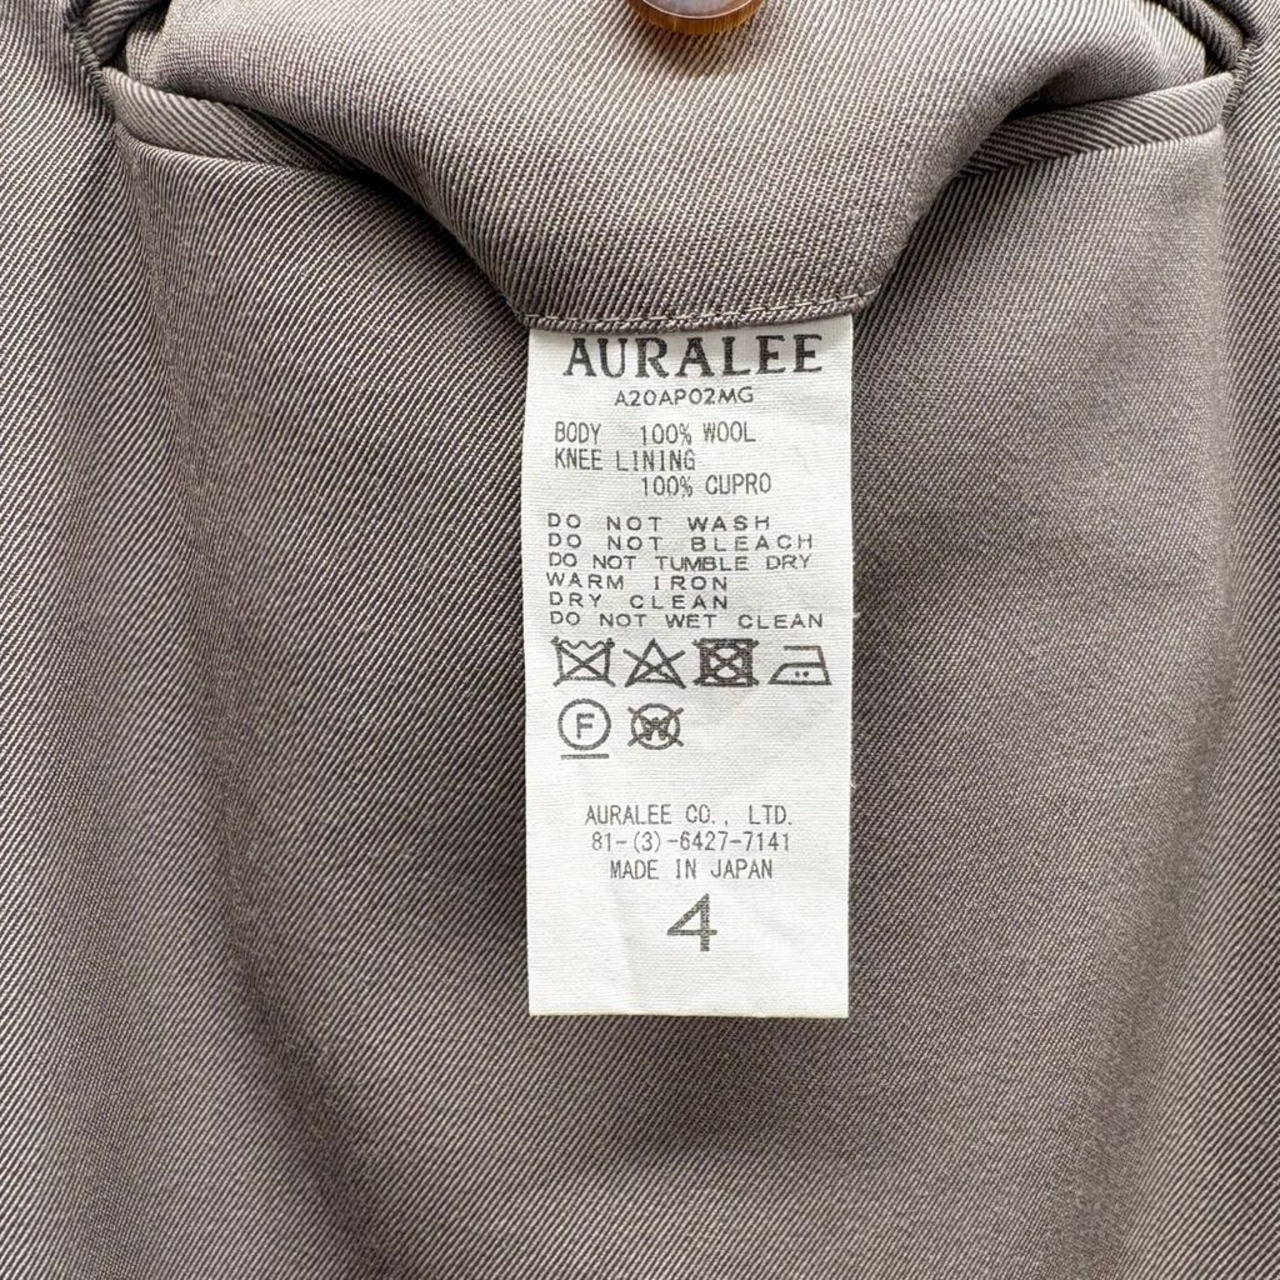 AURALEE
A20AP02MG
BODY 100% WOOL
KNEE LINING
100% CUPRO
DO NOT WASH
DO NOT BLEACH
DO NOT TUMBLE DRY
WARM IRON
DRY CLEAN
DO NOT WET CLEAN
F W
AURALEE CO., LTD.
81-(3)-6427-7141
MADE IN JAPAN
4